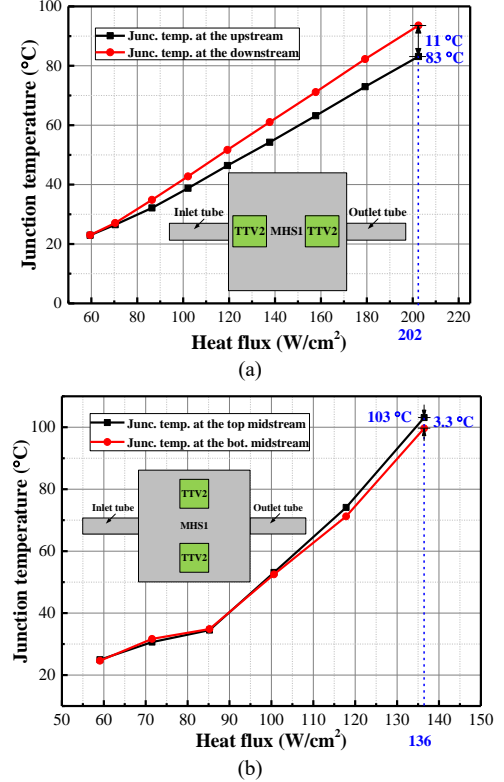 Junc. temp. at the upstream
Junc. temp. at the downstream
11 °C
83 °C
Junction temperature (°C)
100
80
60
40
20
0
Inlet tube
Outlet tube
TTV2
MHS1
TTV2
60 80 100 120 140 160 180 200 220
Heat flux (W/cm²)
202
(a)
Junc. temp. at the top midstream
Junc. temp. at the bot. midstream
103 °C
3.3 °C
Junction temperature (°C)
100
80
60
40
20
Inlet tube
Outlet tube
TTV2
MHS1
TTV2
50 60 70 80 90 100 110 120 130 140 150
Heat flux (W/cm²)
136
(b)